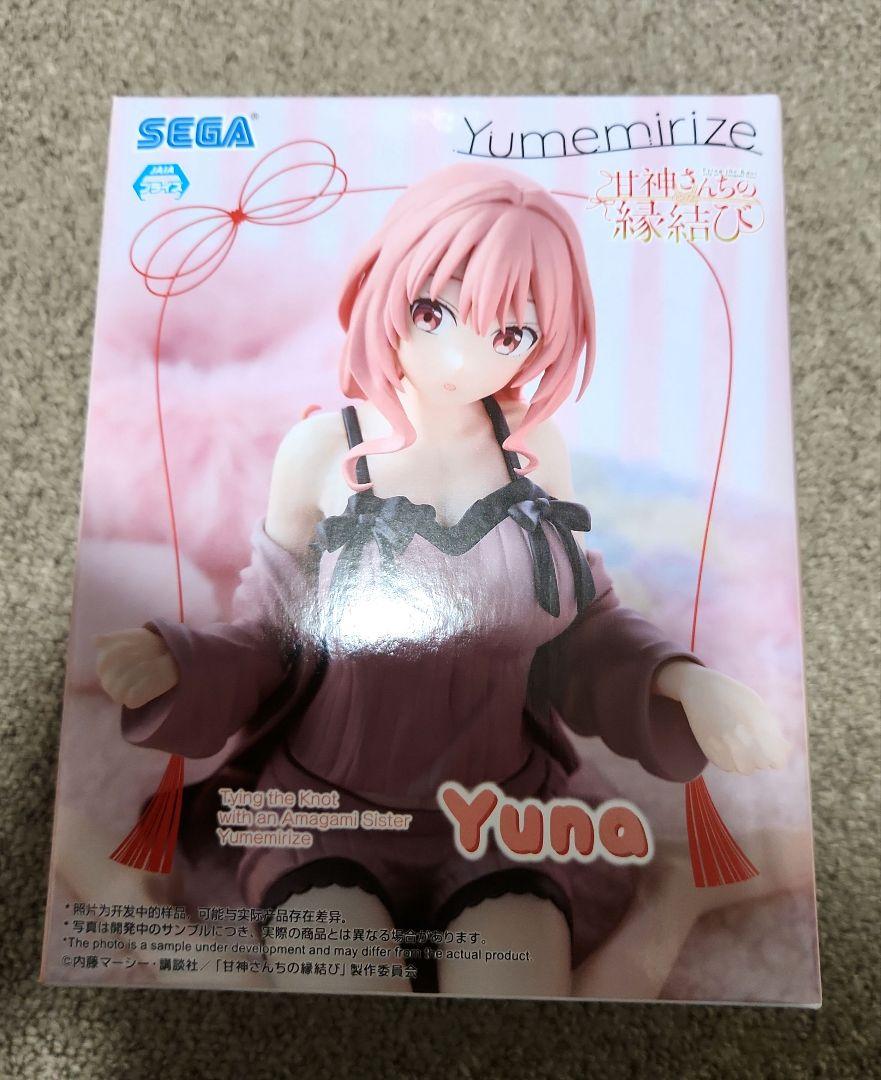 SEGA®
Yumemirize
JAIA
プライズ
甘神さんちの
縁結び
Tying the Knot
with an Amagami Sister
Yumemirize
Yuna
*照片为开发中的样品，可能与实际产品存在差异。
*写真は開発中のサンプルにつき、実際の商品とは異なる場合があります。
*The photo is a sample under development and may differ from the actual product.
©内藤マーシー・講談社／「甘神さんちの縁結び」製作委員会